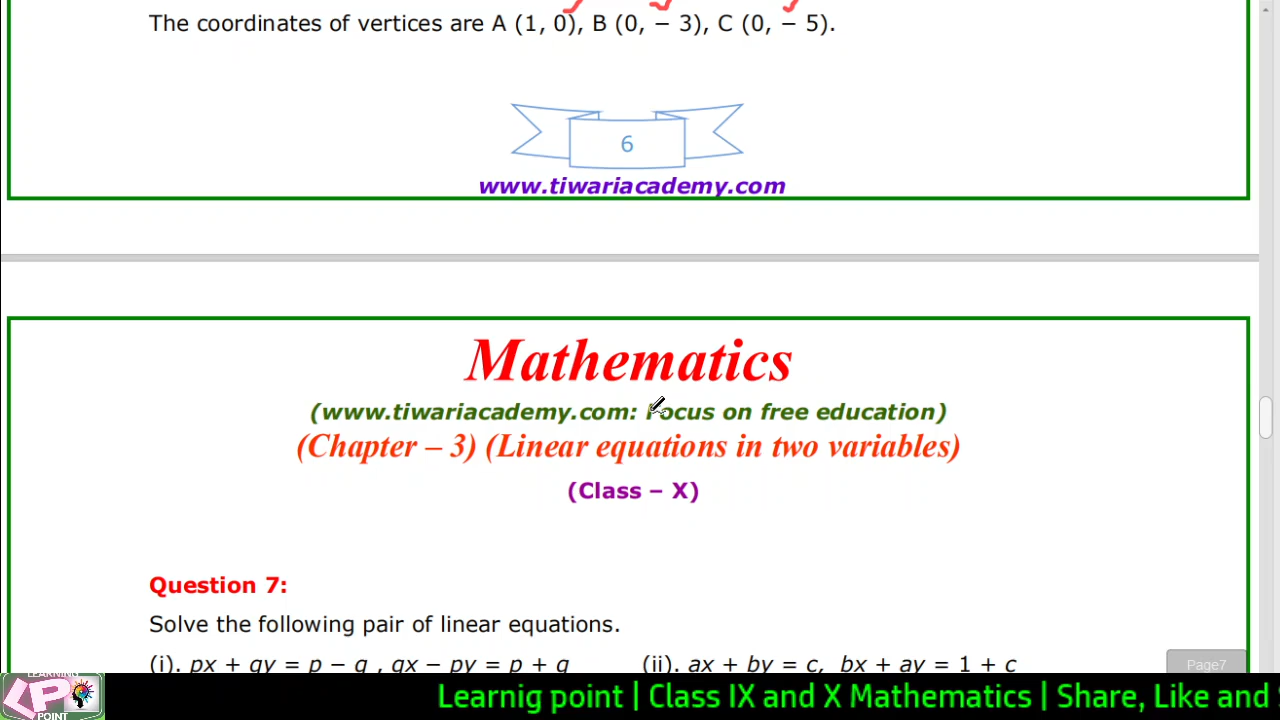 The coordinates of vertices are A (1, 0), B (0, − 3), C (0, − 5).
6
www.tiwariacademy.com
Mathematics
(www.tiwariacademy.com: Focus on free education)
(Chapter – 3) (Linear equations in two variables)
(Class – X)
Question 7:
Solve the following pair of linear equations.
(i). px + qy = p − q , qx − py = p + q (ii). ax + by = c, bx + ay = 1 + c
Page7
LEARNING
P
POINT
Learnig point | Class IX and X Mathematics | Share, Like and